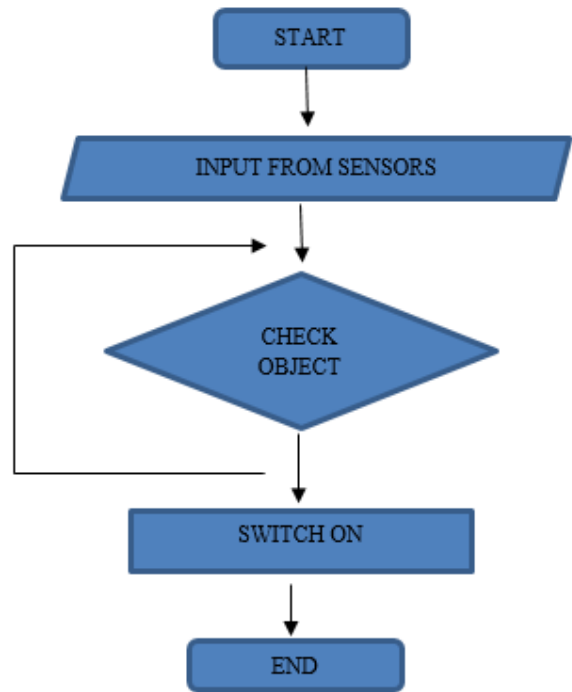 START
INPUT FROM SENSORS
CHECK
OBJECT
SWITCH ON
END